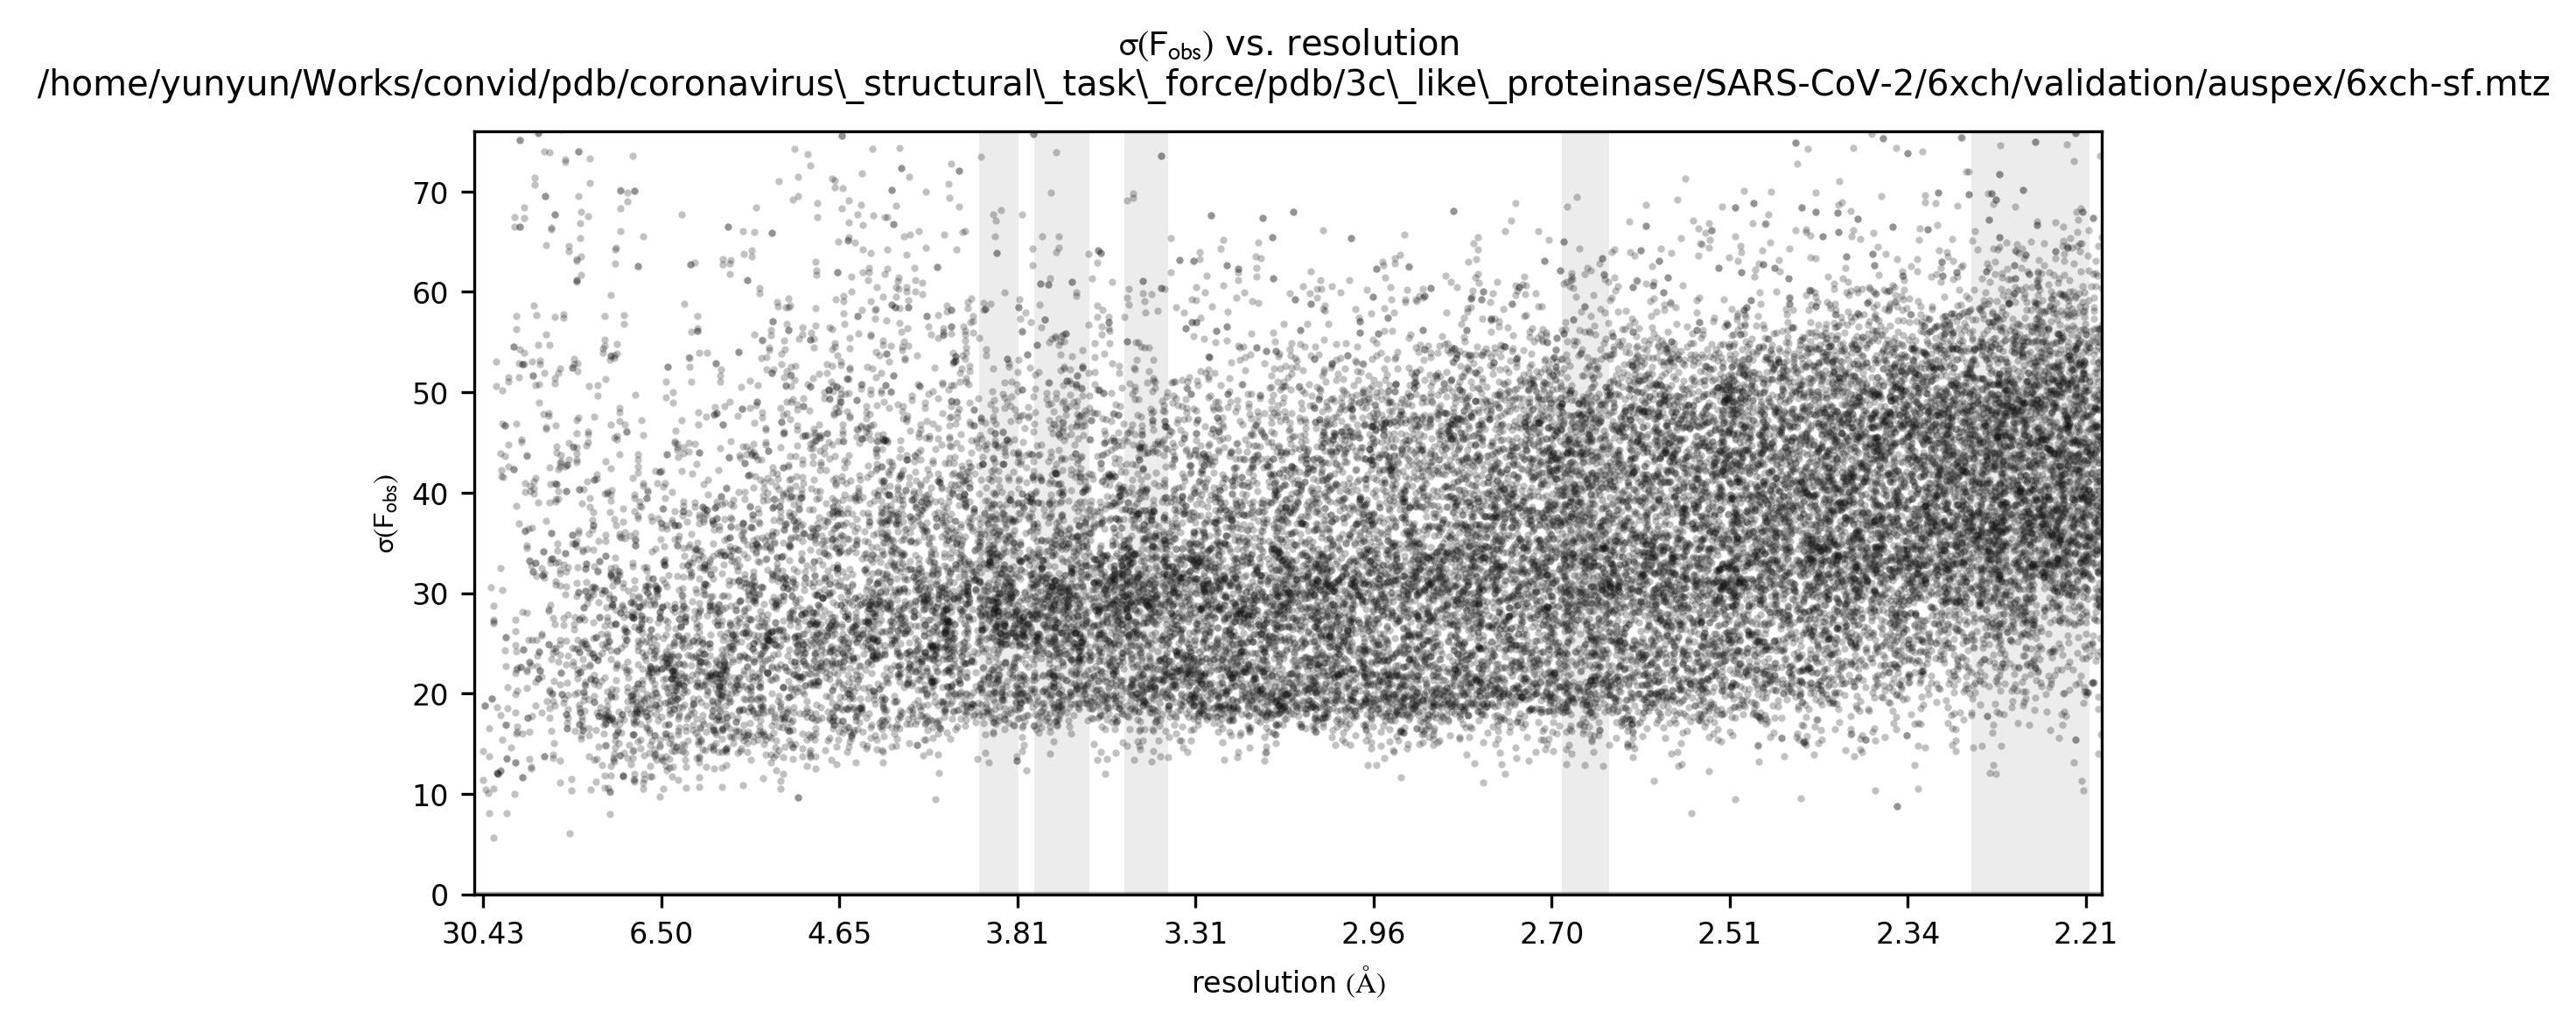 σ(Fobs) vs. resolution
/home/yunyun/Works/convid/pdb/coronavirus\_structural\_task\_force/pdb/3c\_like\_proteinase/SARS-CoV-2/6xch/validation/auspex/6xch-sf.mtz
70
60
50
40
30
20
10
0
σ(Fobs)
30.43 6.50 4.65 3.81 3.31 2.96 2.70 2.51 2.34 2.21
resolution (Å)